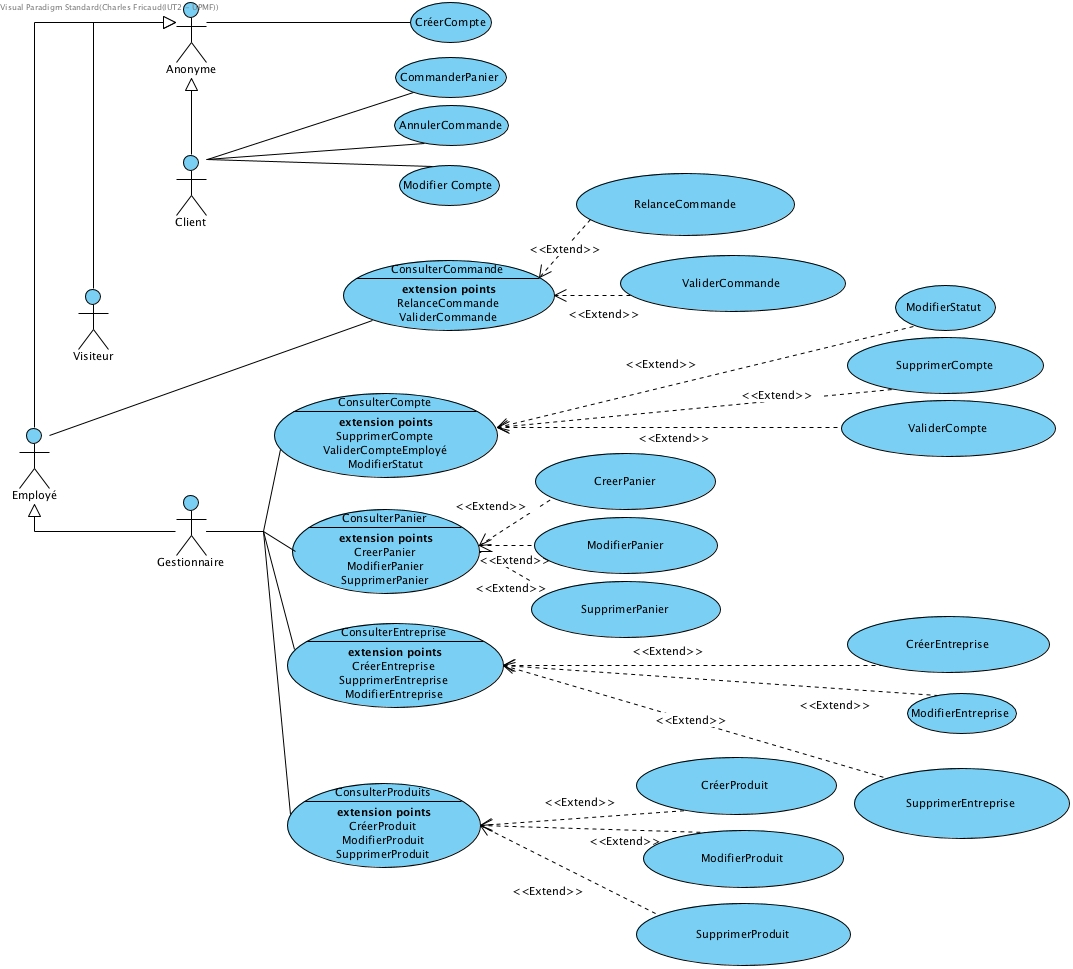 Visual Paradigm Standard(Charles Fricaud(IUT2 UPMF))
CréerCompte
Anonyme
CommanderPanier
AnnulerCommande
Modifier Compte
Client
RelanceCommande
<<Extend>>
ConsulterCommande
extension points
RelanceCommande
ValiderCommande
ValiderCommande
<<Extend>>
ModifierStatut
Visiteur
<<Extend>>
SupprimerCompte
<<Extend>>
ConsulterCompte
extension points
SupprimerCompte
ValiderCompteEmployé
ModifierStatut
ValiderCompte
<<Extend>>
Employé
CreerPanier
<<Extend>>
ConsulterPanier
extension points
CreerPanier
ModifierPanier
SupprimerPanier
ModifierPanier
<<Extend>>
<<Extend>>
SupprimerPanier
Gestionnaire
ConsulterEntreprise
extension points
CréerEntreprise
SupprimerEntreprise
ModifierEntreprise
CréerEntreprise
<<Extend>>
<<Extend>>
ModifierEntreprise
<<Extend>>
SupprimerEntreprise
ConsulterProduits
extension points
CréerProduit
ModifierProduit
SupprimerProduit
CréerProduit
<<Extend>>
<<Extend>>
ModifierProduit
<<Extend>>
SupprimerProduit